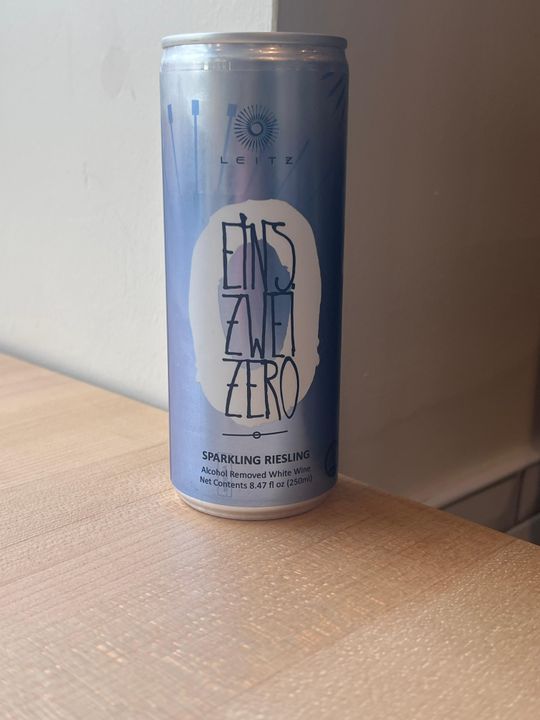 LEITZ
EINS.
ZWEI
ZERO
SPARKLING RIESLING
Alcohol Removed White Wine
Net Contents 8.47 fl oz (250ml)